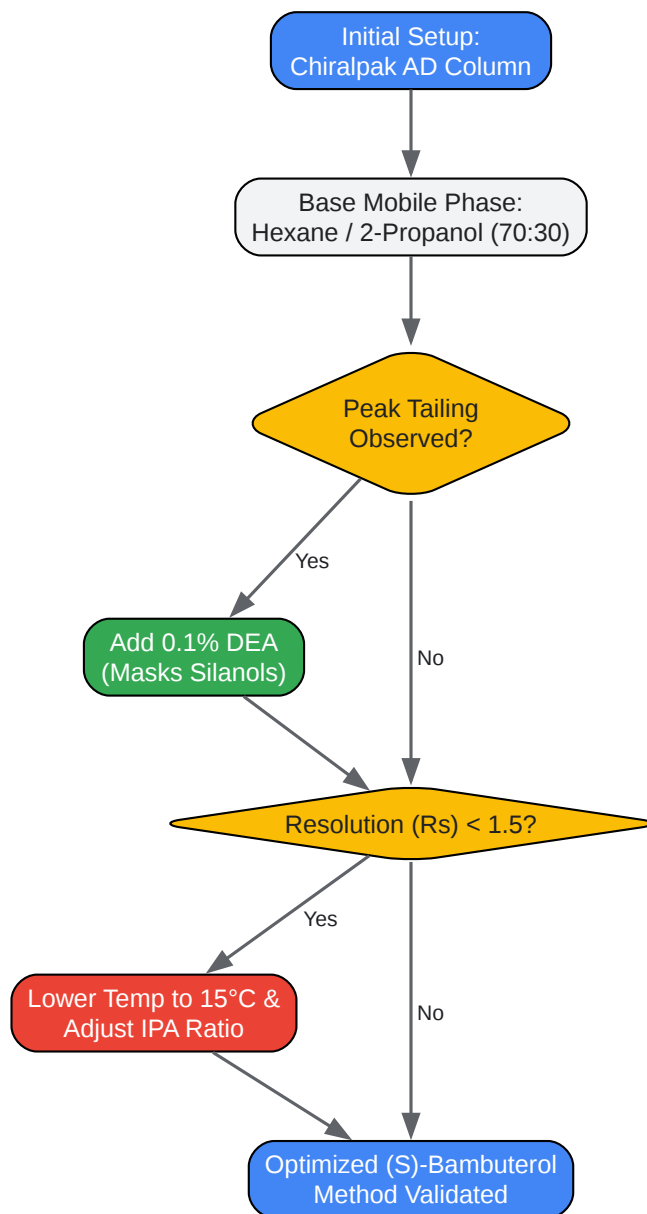 Initial Setup:
Chiralpak AD Column
Base Mobile Phase:
Hexane / 2-Propanol (70:30)
Peak Tailing
Observed?
Yes
Add 0.1% DEA
(Masks Silanols)
No
Resolution (Rs) < 1.5?
Yes
Lower Temp to 15°C &
Adjust IPA Ratio
No
Optimized (S)-Bambuterol
Method Validated